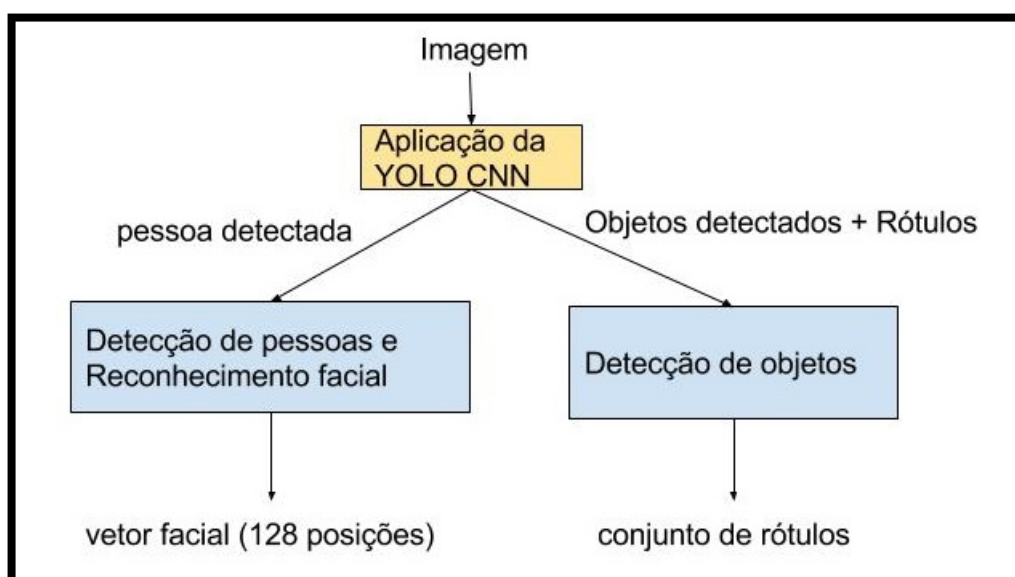 Imagem
Aplicação da
YOLO CNN
pessoa detectada
Objetos detectados + Rótulos
Detecção de pessoas e
Reconhecimento facial
Detecção de objetos
vetor facial (128 posições)
conjunto de rótulos